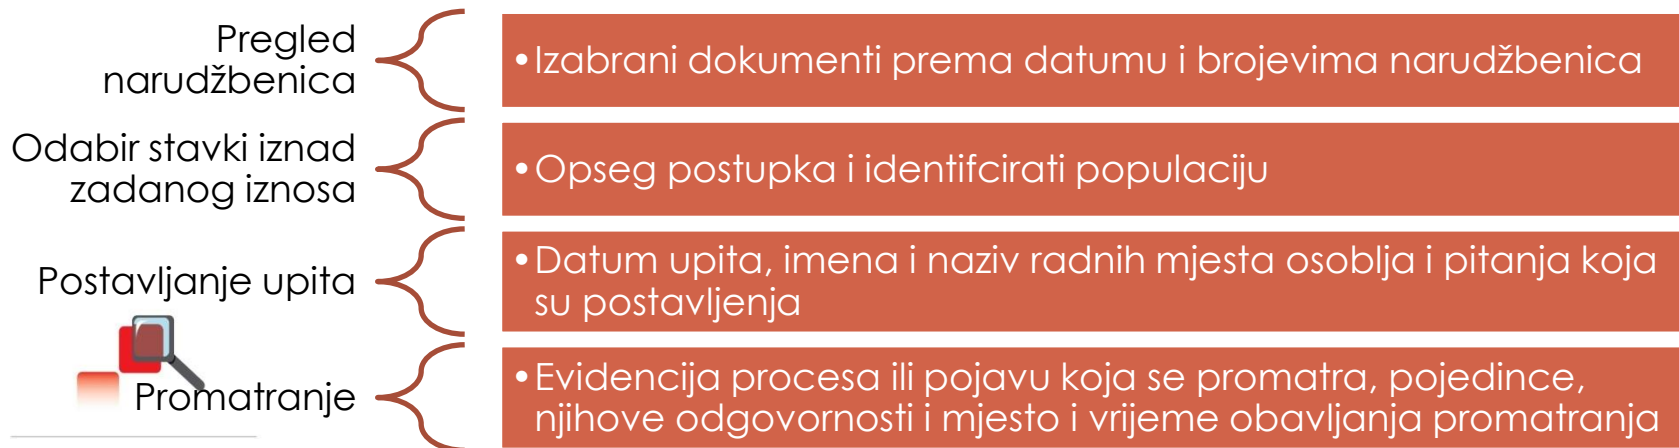 Pregled
narudžbenica
•Izabrani dokumenti prema datumu i brojevima narudžbenica
Odabir stavki iznad
zadanog iznosa
•Opseg postupka i identifcirati populaciju
Postavljanje upita
•Datum upita, imena i naziv radnih mjesta osoblja i pitanja koja
su postavljenja
Promatranje
•Evidencija procesa ili pojavu koja se promatra, pojedince,
njihove odgovornosti i mjesto i vrijeme obavljanja promatranja